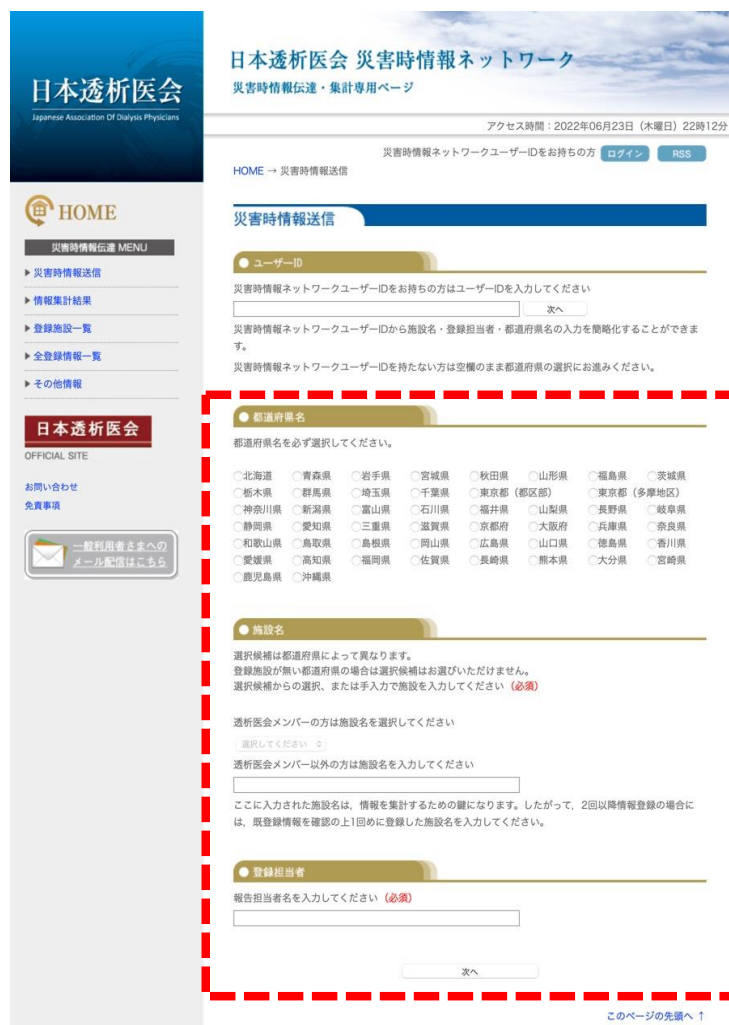 日本透析医会
Japanese Association Of Dialysis Physicians
日本透析医会 災害時情報ネットワーク
災害時情報伝達・集計専用ページ
アクセス時間：2022年06月23日（木曜日）22時12分
災害時情報ネットワークユーザーIDをお持ちの方 ログイン RSS
HOME → 災害時情報送信
HOME
災害時情報伝達 MENU
災害時情報送信
情報集計結果
登録施設一覧
全登録情報一覧
その他情報
日本透析医会
OFFICIAL SITE
お問い合わせ
免責事項
一般利用者さまへの
メール配信はこちら
災害時情報送信
ユーザーID
災害時情報ネットワークユーザーIDをお持ちの方はユーザーIDを入力してください
次へ
災害時情報ネットワークユーザーIDから施設名・登録担当者・都道府県名の入力を簡略化することができま
す。
災害時情報ネットワークユーザーIDを持たない方は空欄のまま都道府県の選択にお進みください。
都道府県名
都道府県名を必ず選択してください。
北海道 青森県 岩手県 宮城県 秋田県 山形県 福島県 茨城県
栃木県 群馬県 埼玉県 千葉県 東京都（都区部） 東京都（多摩地区）
神奈川県 新潟県 富山県 石川県 福井県 山梨県 長野県 岐阜県
静岡県 愛知県 三重県 滋賀県 京都府 大阪府 兵庫県 奈良県
和歌山県 鳥取県 島根県 岡山県 広島県 山口県 徳島県 香川県
愛媛県 高知県 福岡県 佐賀県 長崎県 熊本県 大分県 宮崎県
鹿児島県 沖縄県
施設名
選択候補は都道府県によって異なります。
登録施設が無い都道府県の場合は選択候補はお選びいただけません。
選択候補からの選択、または手入力で施設を入力してください（必須）
透析医会メンバーの方は施設名を選択してください
選択してください
透析医会メンバー以外の方は施設名を入力してください
ここに入力された施設名は，情報を集計するための鍵になります。したがって，2回以降情報登録の場合に
は，既登録情報を確認の上1回めに登録した施設名を入力してください。
登録担当者
報告担当者名を入力してください（必須）
次へ
このページの先頭へ ↑